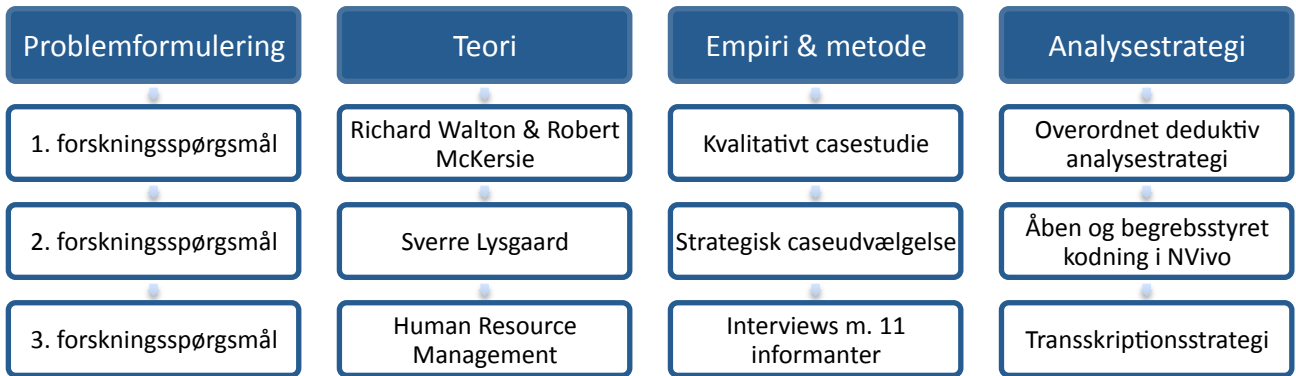 Problemformulering
1. forskningsspørgsmål
2. forskningsspørgsmål
3. forskningsspørgsmål
Teori
Richard Walton & Robert
McKersie
Sverre Lysgaard
Human Resource
Management
Empiri & metode
Kvalitativt casestudie
Strategisk caseudvælgelse
Interviews m. 11
informanter
Analysestrategi
Overordnet deduktiv
analysestrategi
Åben og begrebsstyret
kodning i NVivo
Transskriptionsstrategi